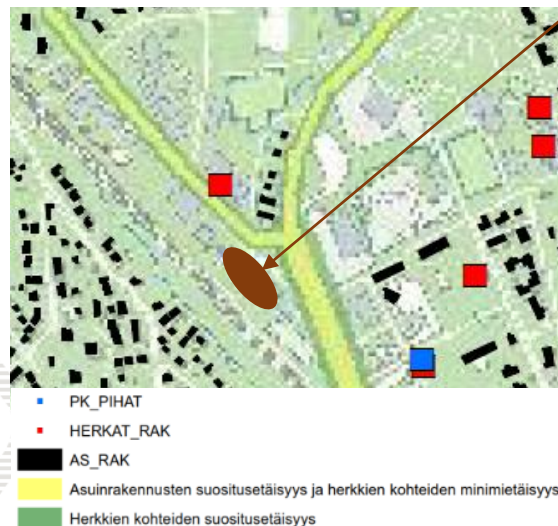 PK_PIHAT
HERKAT_RAK
AS_RAK
Asuinrakennusten suositusetäisyys ja herkkien kohteiden minimietäisyys
Herkkien kohteiden suositusetäisyys